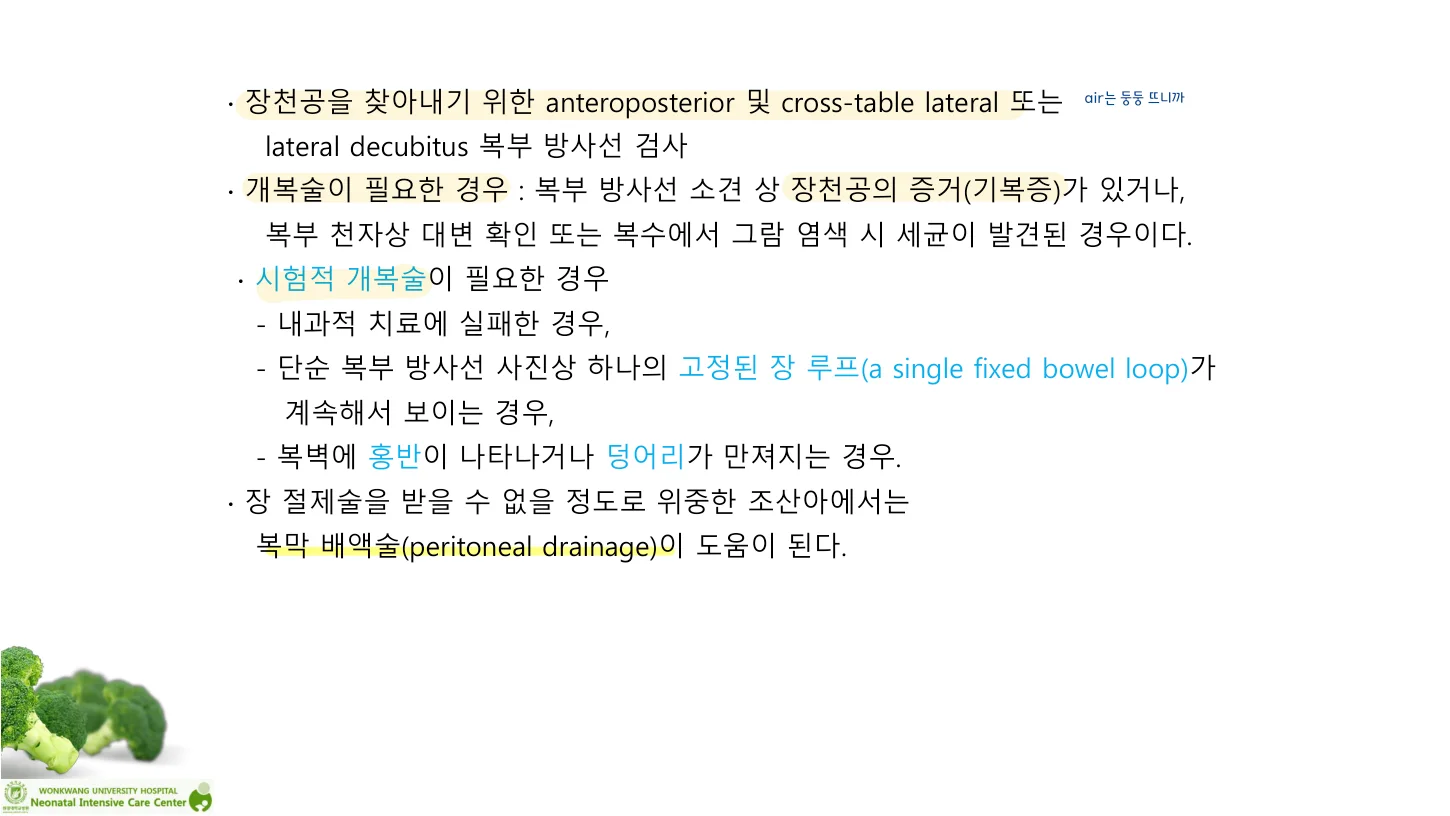 · 장천공을 찾아내기 위한 anteroposterior 및 cross-table lateral 또는 air는 둥둥 뜨니까
lateral decubitus 복부 방사선 검사
· 개복술이 필요한 경우 : 복부 방사선 소견 상 장천공의 증거(기복증)가 있거나,
복부 천자상 대변 확인 또는 복수에서 그람 염색 시 세균이 발견된 경우이다.
· 시험적 개복술이 필요한 경우
- 내과적 치료에 실패한 경우,
- 단순 복부 방사선 사진상 하나의 고정된 장 루프(a single fixed bowel loop)가
계속해서 보이는 경우,
- 복벽에 홍반이 나타나거나 덩어리가 만져지는 경우.
· 장 절제술을 받을 수 없을 정도로 위중한 조산아에서는
복막 배액술(peritoneal drainage)이 도움이 된다.
WONKWANG UNIVERSITY HOSPITAL
Neonatal Intensive Care Center